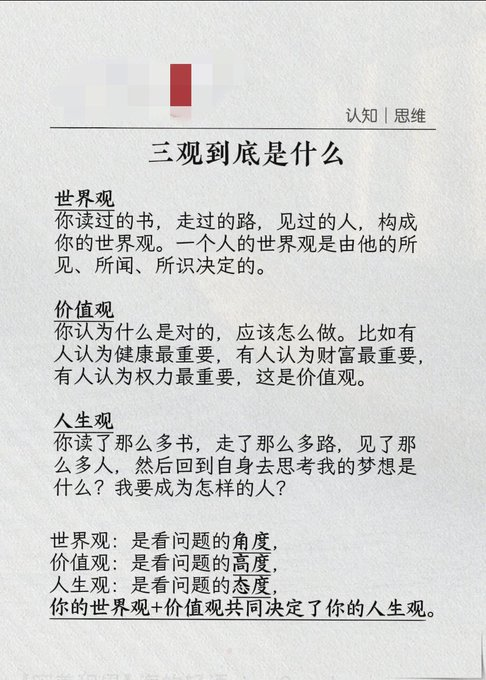 认知｜思维
三观到底是什么
世界观
你读过的书，走过的路，见过的人，构成
你的世界观。一个人的世界观是由他的所
见、所闻、所识决定的。
价值观
你认为什么是对的，应该怎么做。比如有
人认为健康最重要，有人认为财富最重要，
有人认为权力最重要，这是价值观。
人生观
你读了那么多书，走了那么多路，见了那
么多人，然后回到自身去思考我的梦想是
什么？我要成为怎样的人？
世界观：是看问题的角度，
价值观：是看问题的高度，
人生观：是看问题的态度，
你的世界观+价值观共同决定了你的人生观。